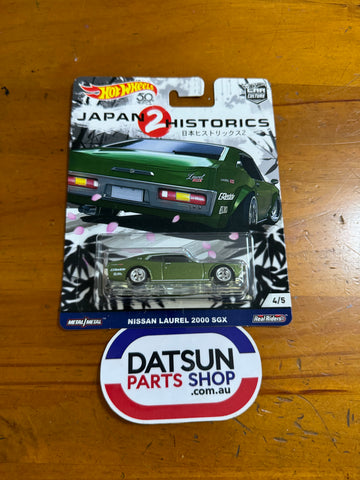 HOT WHEELS
50
CAR
CULTURE
JAPAN 2 HISTORICS
日本ヒストリックス2
Laurel
4/5
METAL/METAL
NISSAN LAUREL 2000 SGX
Real Riders
DATSUN
PARTS SHOP
.com.au